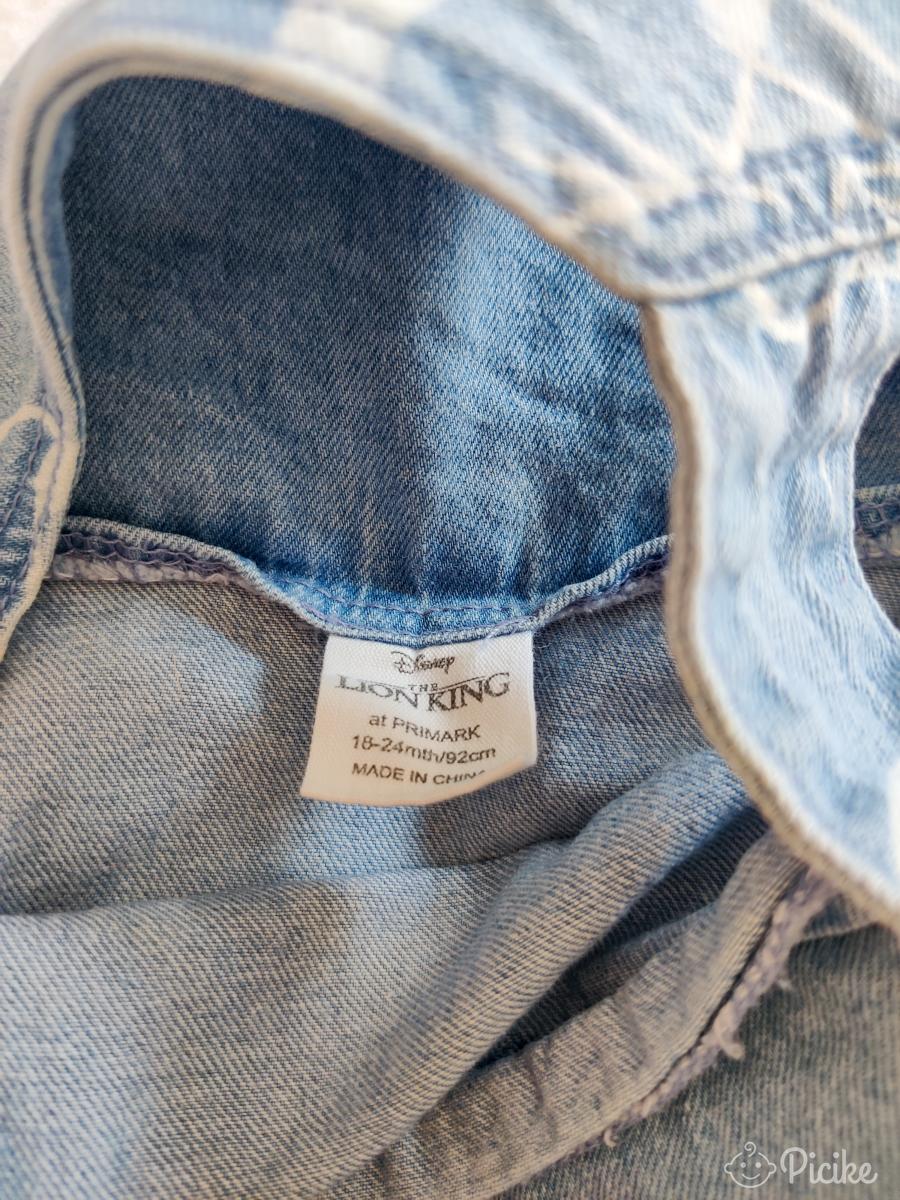 Disney
THE
LION KING
at PRIMARK
18-24mth/92cm
MADE IN CHINA
Picike